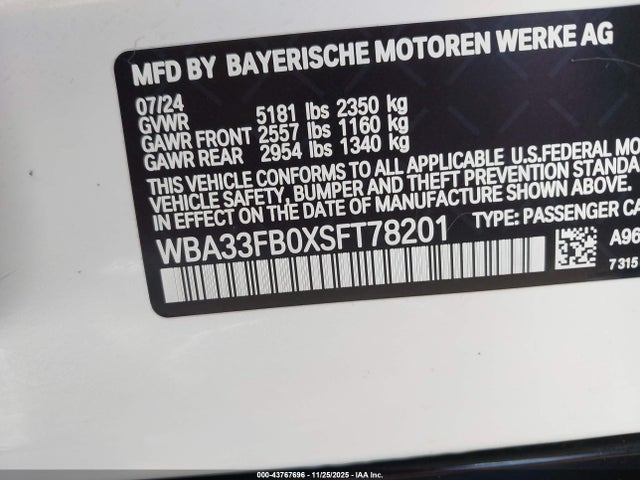 MFD BY BAYERISCHE MOTOREN WERKE AG
07/24
GVWR 5181 lbs 2350 kg
GAWR FRONT 2557 lbs 1160 kg
GAWR REAR 2954 lbs 1340 kg
THIS VEHICLE CONFORMS TO ALL APPLICABLE U.S.FEDERAL MO
VEHICLE SAFETY, BUMPER AND THEFT PREVENTION STANDA
IN EFFECT ON THE DATE OF MANUFACTURE SHOWN ABOVE.
WBA33FB0XSFT78201 TYPE: PASSENGER CA
A96
7 315
000-43767696 - 11/25/2025 - IAA Inc.